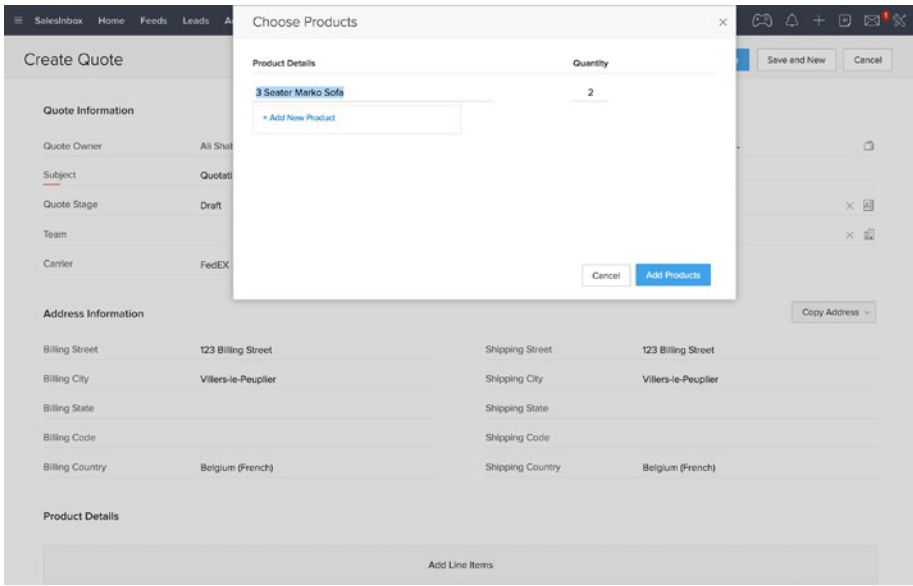 SalesInbox Home Feeds Leads
Choose Products
Create Quote
Save and New
Cancel
Product Details
Quantity
3 Seater Marko Sofa
2
+ Add New Product
Cancel
Add Products
Quote Information
Quote Owner
Ali
Subject
Quote Stage
Draft
Team
Carrier
FedEX
Address Information
Copy Address
Billing Street
123 Billing Street
Shipping Street
123 Billing Street
Billing City
Villers-le-Peuplier
Shipping City
Villers-le-Peuplier
Billing State
Shipping State
Billing Code
Shipping Code
Billing Country
Belgium (French)
Shipping Country
Belgium (French)
Product Details
Add Line Items